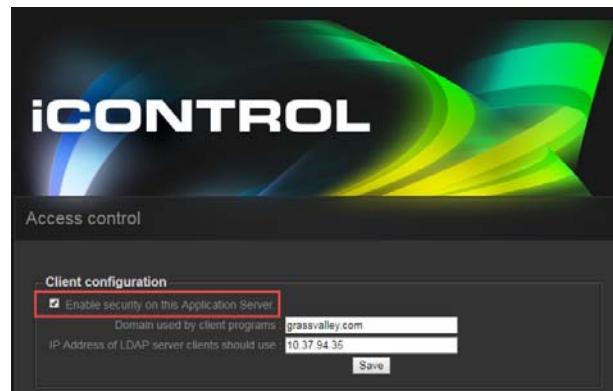 iCONTROL
Access control
Client configuration
Enable security on this Application Server.
Domain used by client programs : grassvalley.com
IP Address of LDAP server clients should use : 10.37.94.35
Save